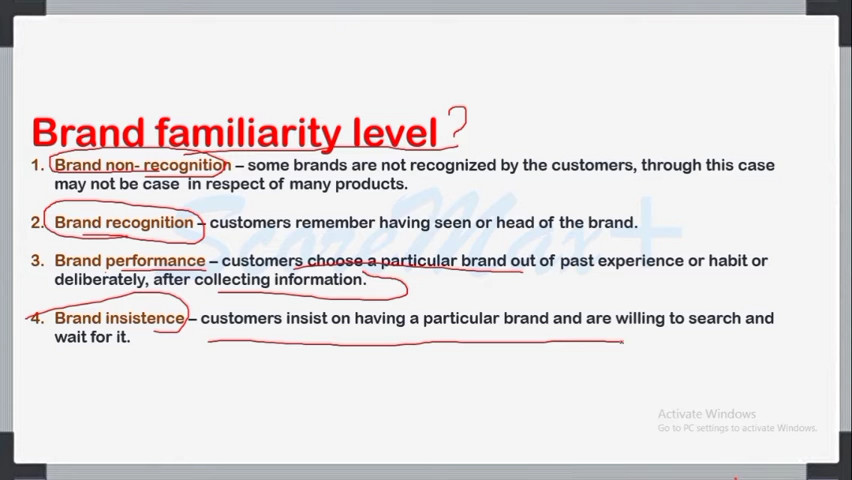 Brand familiarity level ?
1. Brand non- recognition – some brands are not recognized by the customers, through this case
may not be case in respect of many products.
2. Brand recognition – customers remember having seen or head of the brand.
3. Brand performance – customers choose a particular brand out of past experience or habit or
deliberately, after collecting information.
4. Brand insistence – customers insist on having a particular brand and are willing to search and
wait for it.
ScoreMax+
Activate Windows
Go to PC settings to activate Windows.